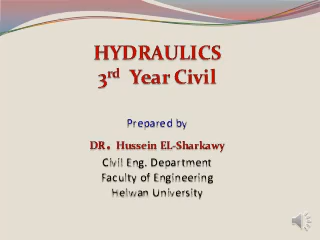 HYDRAULICS
3rd Year Civil
Prepared by
DR. Hussein EL-Sharkawy
Civil Eng. Department
Faculty of Engineering
Helwan University